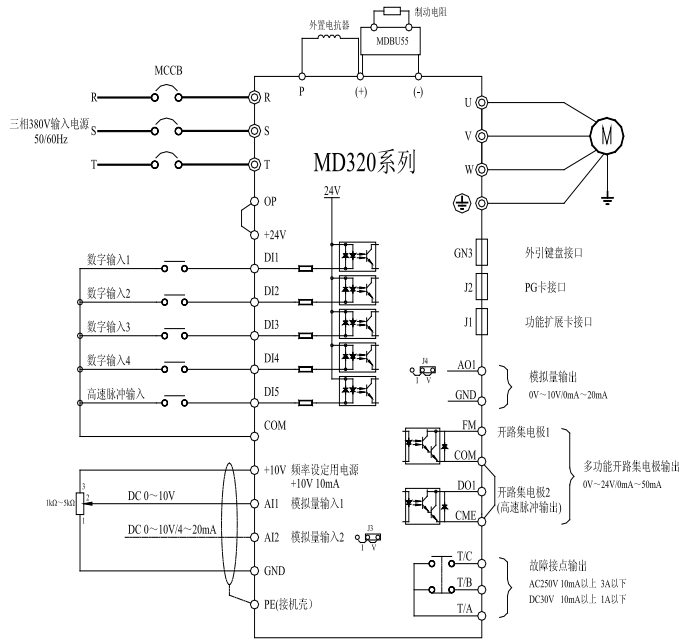 制动电阻
外置电抗器
MDBU55
P
(+)
(-)
MCCB
R
R
三相380V输入电源
50/60Hz
S
S
T
T
MD320系列
U
V
W
M
OP
+24V
24V
数字输入1
DI1
数字输入2
DI2
数字输入3
DI3
数字输入4
DI4
高速脉冲输入
DI5
COM
GN3
外引键盘接口
J2
PG卡接口
J1
功能扩展卡接口
J4
I V
AO1
GND
模拟量输出
0V～10V/0mA～20mA
FM
开路集电极1
COM
DO1
开路集电极2
(高速脉冲输出)
CME
多功能开路集电极输出
0V～24V/0mA～50mA
+10V 频率设定用电源
+10V 10mA
3
2
1
1kΩ～5kΩ
DC 0～10V
AI1 模拟量输入1
DC 0～10V/4～20mA
AI2 模拟量输入2
J3
I V
GND
PE(接机壳)
T/C
T/B
T/A
故障接点输出
AC250V 10mA以上 3A以下
DC30V 10mA以上 1A以下